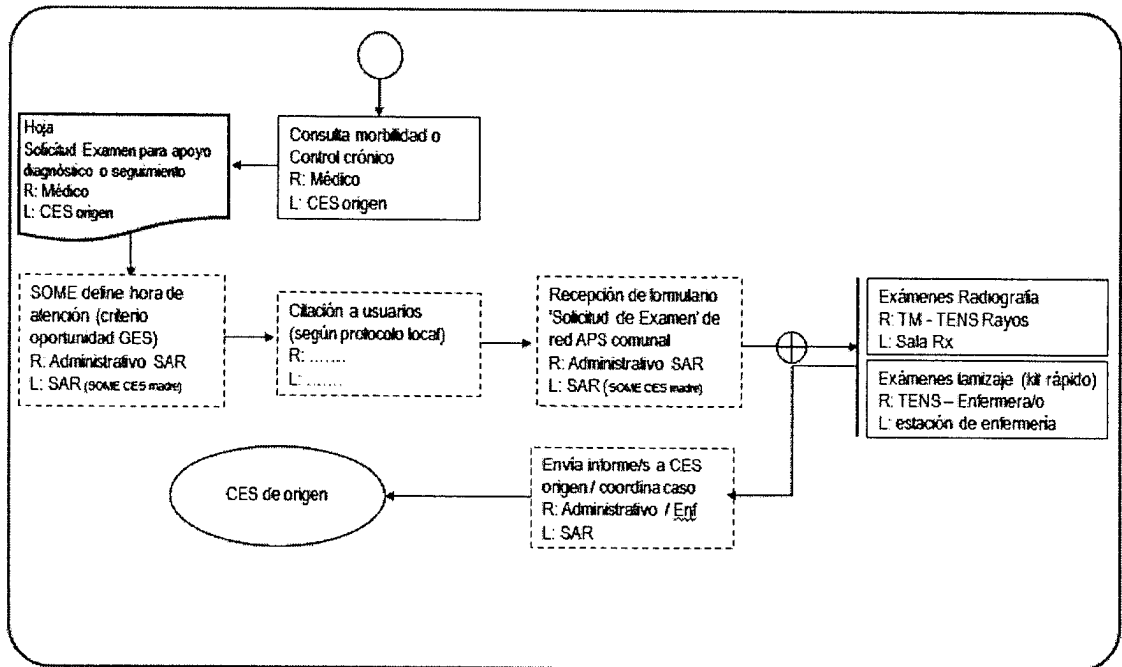 Consulta morbilidad o
Control crónico
R: Médico
L: CES origen
Hoja
Solicitud Examen para apoyo
diagnóstico o seguimiento
R: Médico
L: CES origen
SOME define hora de
atención (criterio
oportunidad GES)
R: Administrativo SAR
L: SAR (SOME CES madre)
Citación a usuarios
(según protocolo local)
R: ........
L: ........
Recepción de formulario
'Solicitud de Examen' de
red APS comunal
R: Administrativo SAR
L: SAR (SOME CES madre)
Exámenes Radiografía
R: TM - TENS Rayos
L: Sala Rx
Exámenes tamizaje (kit rápido)
R: TENS – Enfermera/o
L: estación de enfermería
Envía informe/s a CES
origen / coordina caso
R: Administrativo / Enf
L: SAR
CES de origen